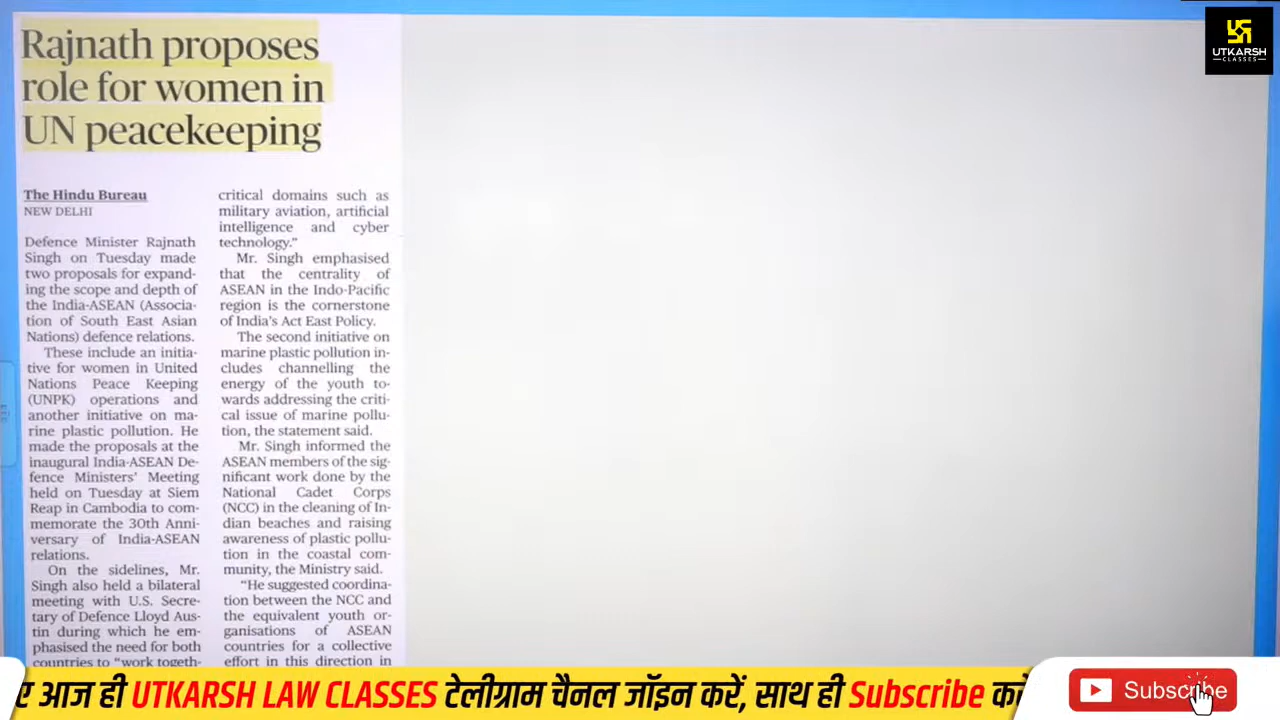 Rajnath proposes
role for women in
UN peacekeeping
The Hindu Bureau
NEW DELHI
Defence Minister Rajnath
Singh on Tuesday made
two proposals for expand-
ing the scope and depth of
the India-ASEAN (Associa-
tion of South East Asian
Nations) defence relations.
These include an initia-
tive for women in United
Nations Peace Keeping
(UNPK) operations and
another initiative on ma-
rine plastic pollution. He
made the proposals at the
inaugural India-ASEAN De-
fence Ministers' Meeting
held on Tuesday at Siem
Reap in Cambodia to com-
memorate the 30th Anni-
versary of India-ASEAN
relations.
On the sidelines, Mr.
Singh also held a bilateral
meeting with U.S. Secre-
tary of Defence Lloyd Aus-
tin during which he em-
phasised the need for both
countries to “work togeth-
critical domains such as
military aviation, artificial
intelligence and cyber
technology.”
Mr. Singh emphasised
that the centrality of
ASEAN in the Indo-Pacific
region is the cornerstone
of India's Act East Policy.
The second initiative on
marine plastic pollution in-
cludes channelling the
energy of the youth to-
wards addressing the criti-
cal issue of marine pollu-
tion, the statement said.
Mr. Singh informed the
ASEAN members of the sig-
nificant work done by the
National Cadet Corps
(NCC) in the cleaning of In-
dian beaches and raising
awareness of plastic pollu-
tion in the coastal com-
munity, the Ministry said.
“He suggested coordina-
tion between the NCC and
the equivalent youth or-
ganisations of ASEAN
countries for a collective
effort in this direction in
UTKARSH
CLASSES
आज ही UTKARSH LAW CLASSES टेलीग्राम चैनल जॉइन करें, साथ ही Subscribe
Subscribe